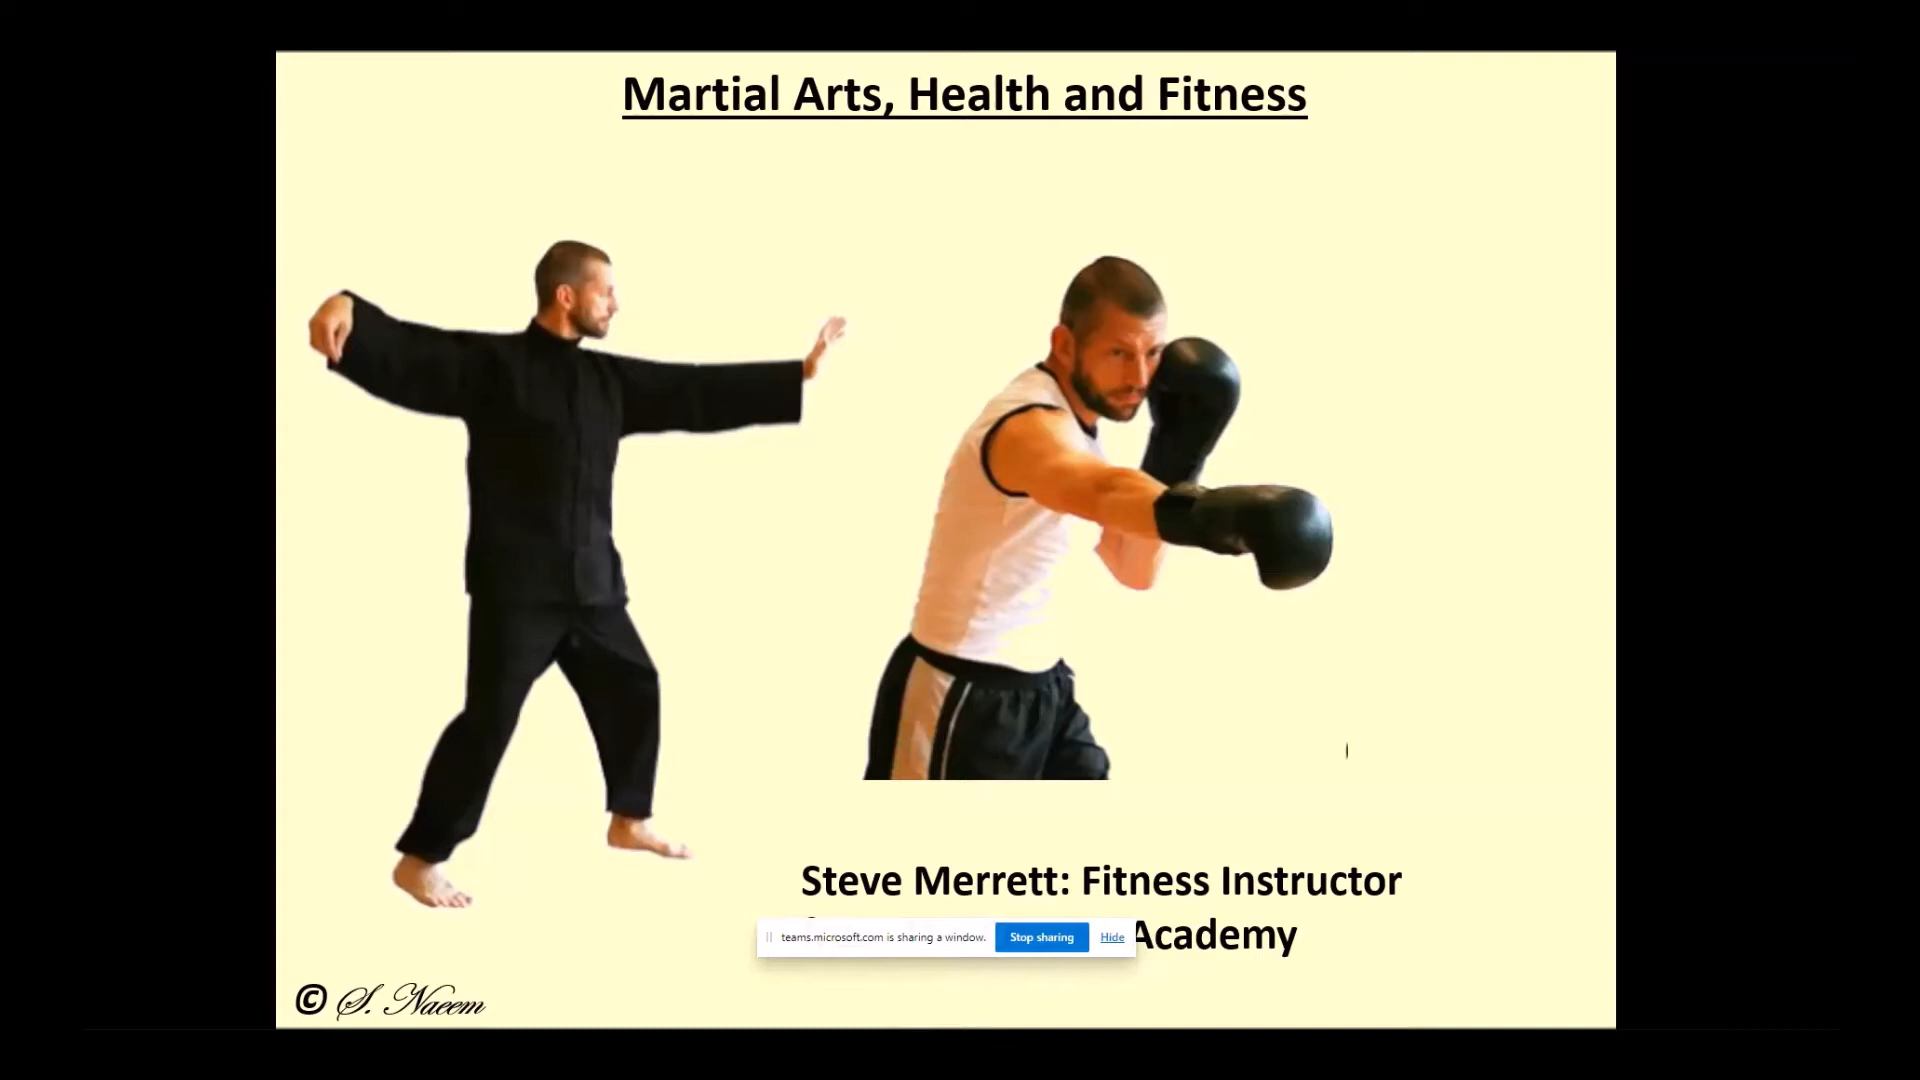 Martial Arts, Health and Fitness
Steve Merrett: Fitness Instructor
Academy
teams.microsoft.com is sharing a window. Stop sharing Hide
© S. Naeem